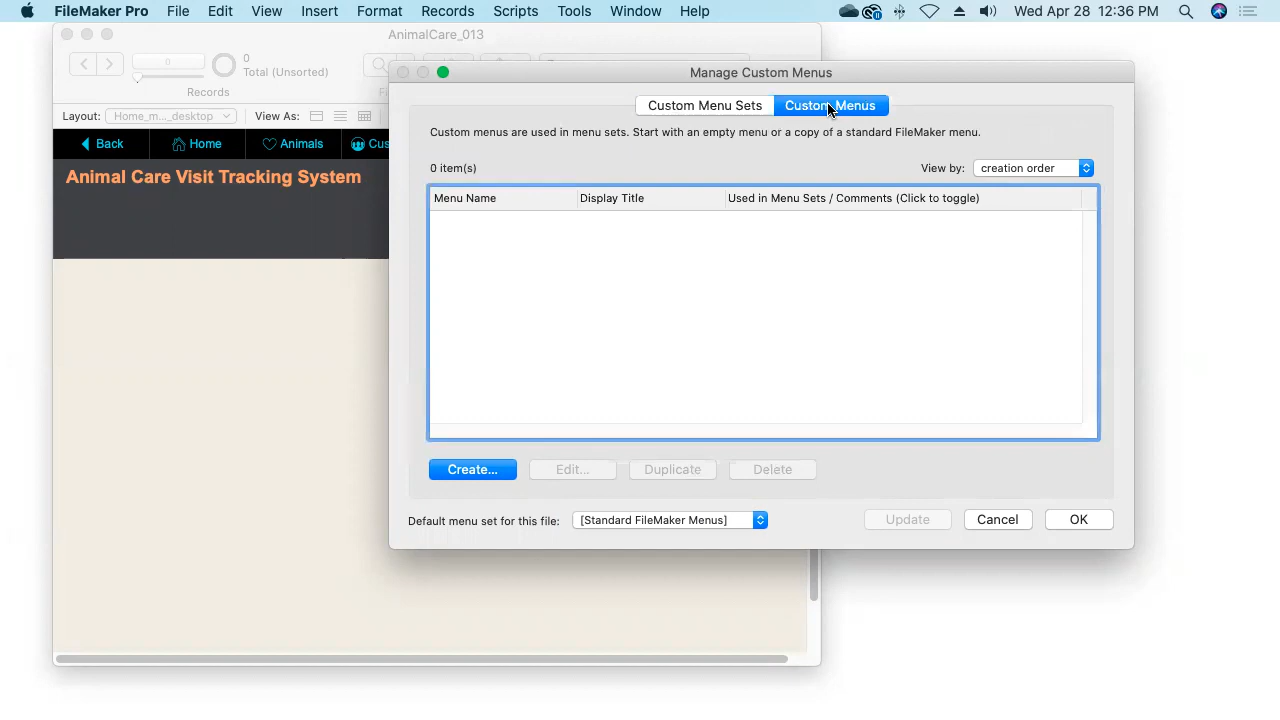 FileMaker Pro File Edit View Insert Format Records Scripts Tools Window Help Wed Apr 28 12:36 PM
AnimalCare_013
0
0
Total (Unsorted)
Records
Layout: Home_m..._desktop View As:
Back Home Animals Cus
Animal Care Visit Tracking System
Manage Custom Menus
Custom Menu Sets Custom Menus
Custom menus are used in menu sets. Start with an empty menu or a copy of a standard FileMaker menu.
0 item(s) View by: creation order
Menu Name Display Title Used in Menu Sets / Comments (Click to toggle)
Create... Edit... Duplicate Delete
Default menu set for this file: [Standard FileMaker Menus] Update Cancel OK